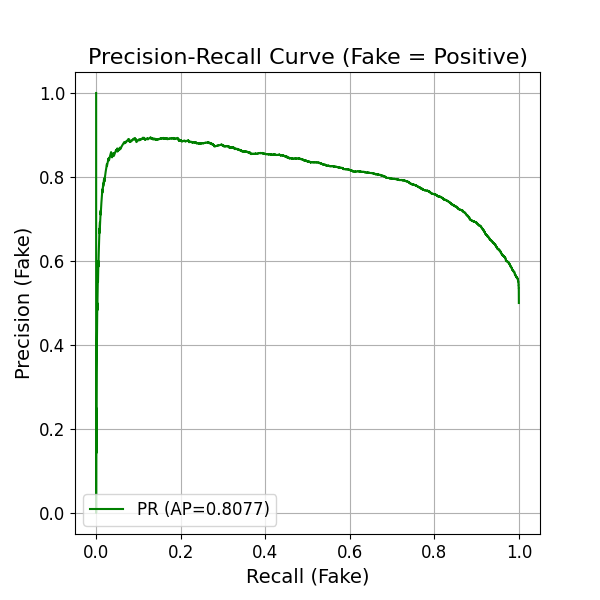 Precision-Recall Curve (Fake = Positive)
1.0
0.8
0.6
0.4
0.2
0.0
Precision (Fake)
PR (AP=0.8077)
0.0 0.2 0.4 0.6 0.8 1.0
Recall (Fake)